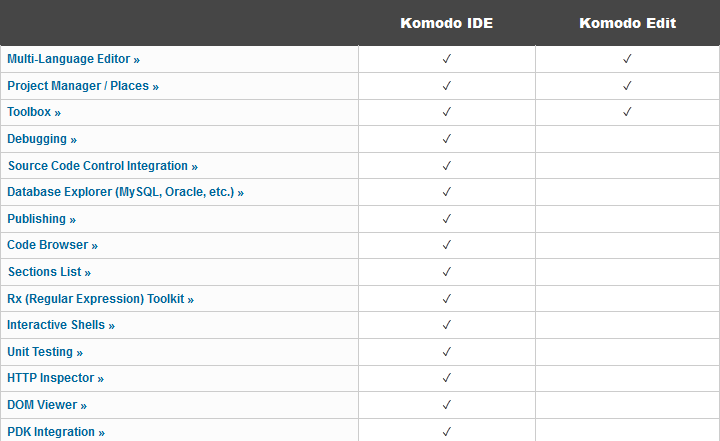 Komodo IDE Komodo Edit
Multi-Language Editor » ✓ ✓
Project Manager / Places » ✓ ✓
Toolbox » ✓ ✓
Debugging » ✓
Source Code Control Integration » ✓
Database Explorer (MySQL, Oracle, etc.) » ✓
Publishing » ✓
Code Browser » ✓
Sections List » ✓
Rx (Regular Expression) Toolkit » ✓
Interactive Shells » ✓
Unit Testing » ✓
HTTP Inspector » ✓
DOM Viewer » ✓
PDK Integration » ✓